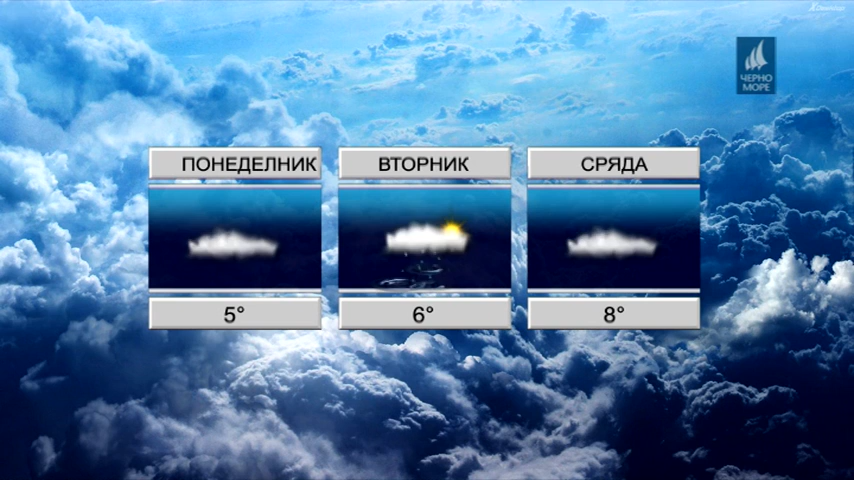 ЧЕРНО
МОРЕ
ПОНЕДЕЛНИК
ВТОРНИК
СРЯДА
5°
6°
8°